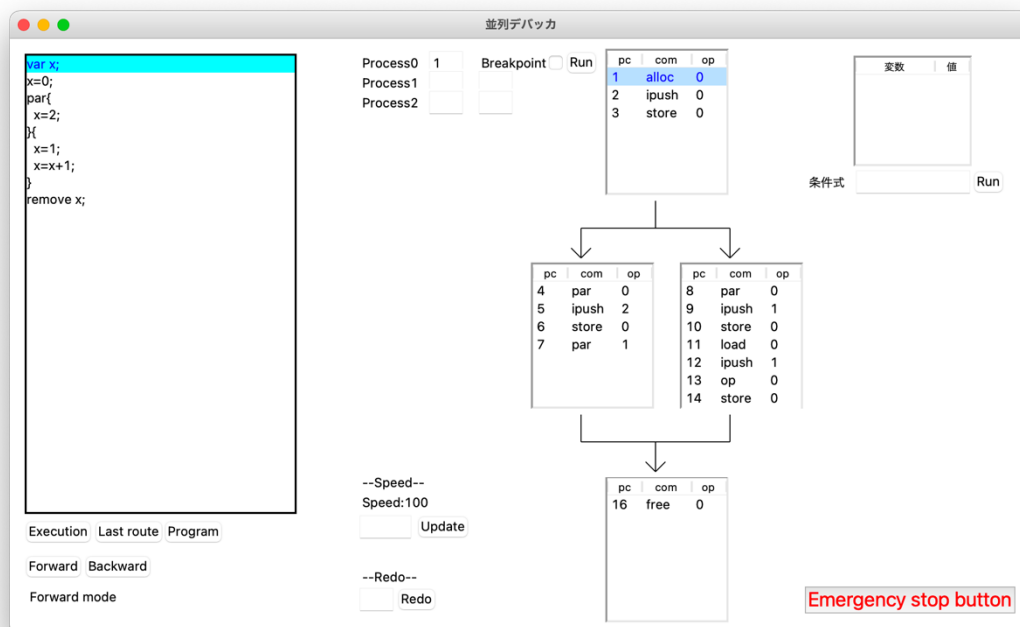 並列デバッカ
var x;
x=0;
par{
  x=2;
}{
  x=1;
  x=x+1;
}
remove x;
Execution Last route Program
Forward Backward
Forward mode
Process0 1 Breakpoint Run
Process1
Process2
pc com op
1 alloc 0
2 ipush 0
3 store 0
変数 値
条件式 Run
pc com op
4 par 0
5 ipush 2
6 store 0
7 par 1
pc com op
8 par 0
9 ipush 1
10 store 0
11 load 0
12 ipush 1
13 op 0
14 store 0
--Speed--
Speed:100
Update
--Redo--
Redo
pc com op
16 free 0
Emergency stop button